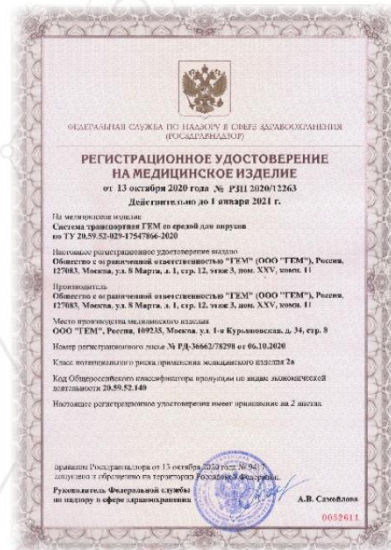 ФЕДЕРАЛЬНАЯ СЛУЖБА ПО НАДЗОРУ В СФЕРЕ ЗДРАВООХРАНЕНИЯ
(РОСЗДРАВНАДЗОР)
РЕГИСТРАЦИОННОЕ УДОСТОВЕРЕНИЕ
НА МЕДИЦИНСКОЕ ИЗДЕЛИЕ
от 13 октября 2020 года № РЗН 2020/12263
Действительно до 1 января 2021 г.
На медицинское изделие
Система транспортная ГЕМ со средой для вирусов
по ТУ 20.59.52-029-17547866-2020
Настоящее регистрационное удостоверение выдано
Общество с ограниченной ответственностью "ГЕМ" (ООО "ГЕМ"), Россия,
127083, Москва, ул. 8 Марта, д. 1, стр. 12, этаж 3, пом. XXV, комн. 11
Производитель
Общество с ограниченной ответственностью "ГЕМ" (ООО "ГЕМ"), Россия,
127083, Москва, ул. 8 Марта, д. 1, стр. 12, этаж 3, пом. XXV, комн. 11
Место производства медицинского изделия
ООО "ГЕМ", Россия, 109235, Москва, ул. 1-я Курьяновская, д. 34, стр. 8
Номер регистрационного досье № РД-36662/78298 от 06.10.2020
Класс потенциального риска применения медицинского изделия 2а
Код Общероссийского классификатора продукции по видам экономической
деятельности 20.59.52.140
Настоящее регистрационное удостоверение имеет приложение на 2 листах
приказом Росздравнадзора от 13 октября 2020 года №
допущено к обращению на территории Российской Федерации.
Руководитель Федеральной службы
по надзору в сфере здравоохранения
А.В. Самойлова
0052611